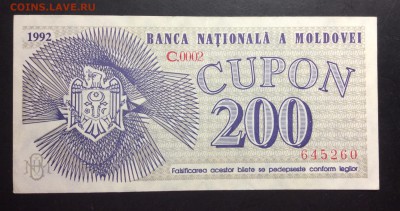 COINS.LAVE.RU
1992 BANCA NAȚIONALĂ A MOLDOVEI
C.0002
CUPON
200
645260
Falsificarea acestor bilete se pedepsește conform legilor